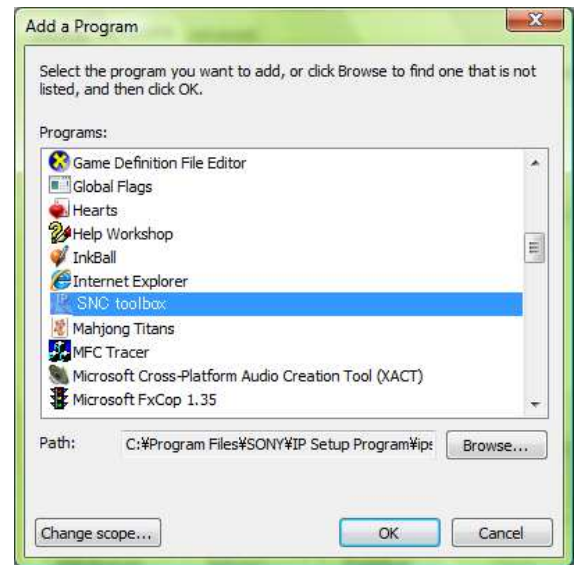 Add a Program
Select the program you want to add, or click Browse to find one that is not
listed, and then click OK.
Programs:
Game Definition File Editor
Global Flags
Hearts
Help Workshop
InkBall
Internet Explorer
SNC toolbox
Mahjong Titans
MFC Tracer
Microsoft Cross-Platform Audio Creation Tool (XACT)
Microsoft FxCop 1.35
Path: C:¥Program Files¥SONY¥IP Setup Program¥ips Browse...
Change scope... OK Cancel